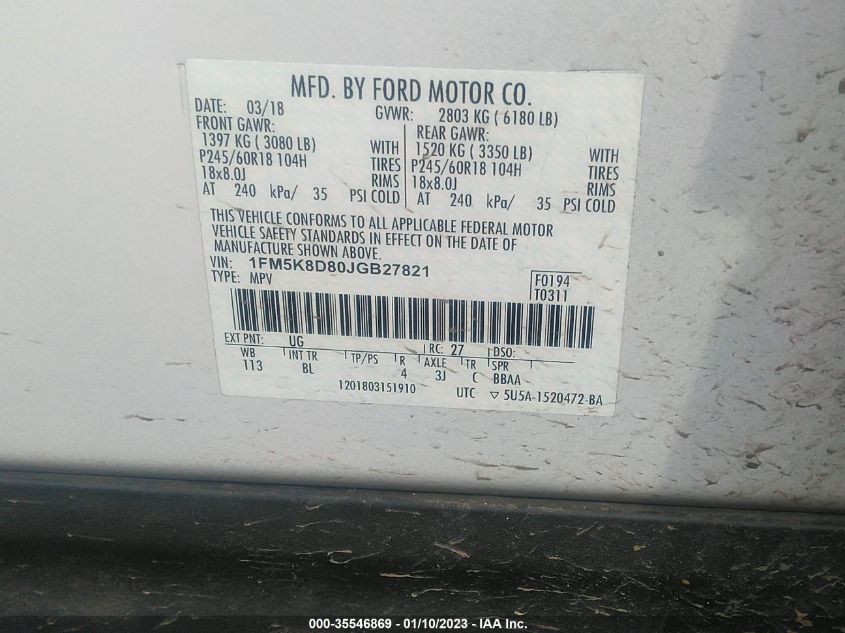 MFD. BY FORD MOTOR CO.
DATE: 03/18 GVWR: 2803 KG ( 6180 LB)
FRONT GAWR: REAR GAWR:
1397 KG ( 3080 LB) WITH 1520 KG ( 3350 LB) WITH
P245/60R18 104H TIRES P245/60R18 104H TIRES
18x8.0J RIMS 18x8.0J RIMS
AT 240 kPa/ 35 PSI COLD AT 240 kPa/ 35 PSI COLD
THIS VEHICLE CONFORMS TO ALL APPLICABLE FEDERAL MOTOR
VEHICLE SAFETY STANDARDS IN EFFECT ON THE DATE OF
MANUFACTURE SHOWN ABOVE.
VIN: 1FM5K8D80JGB27821
TYPE: MPV
F0194
T0311
EXT PNT: UG RC: 27 DSO:
WB INT TR TP/PS R AXLE TR SPR
113 BL 4 3J C BBAA
1201803151910 UTC ▽ 5U5A-1520472-BA
000-35546869 — 01/10/2023 — IAA Inc.